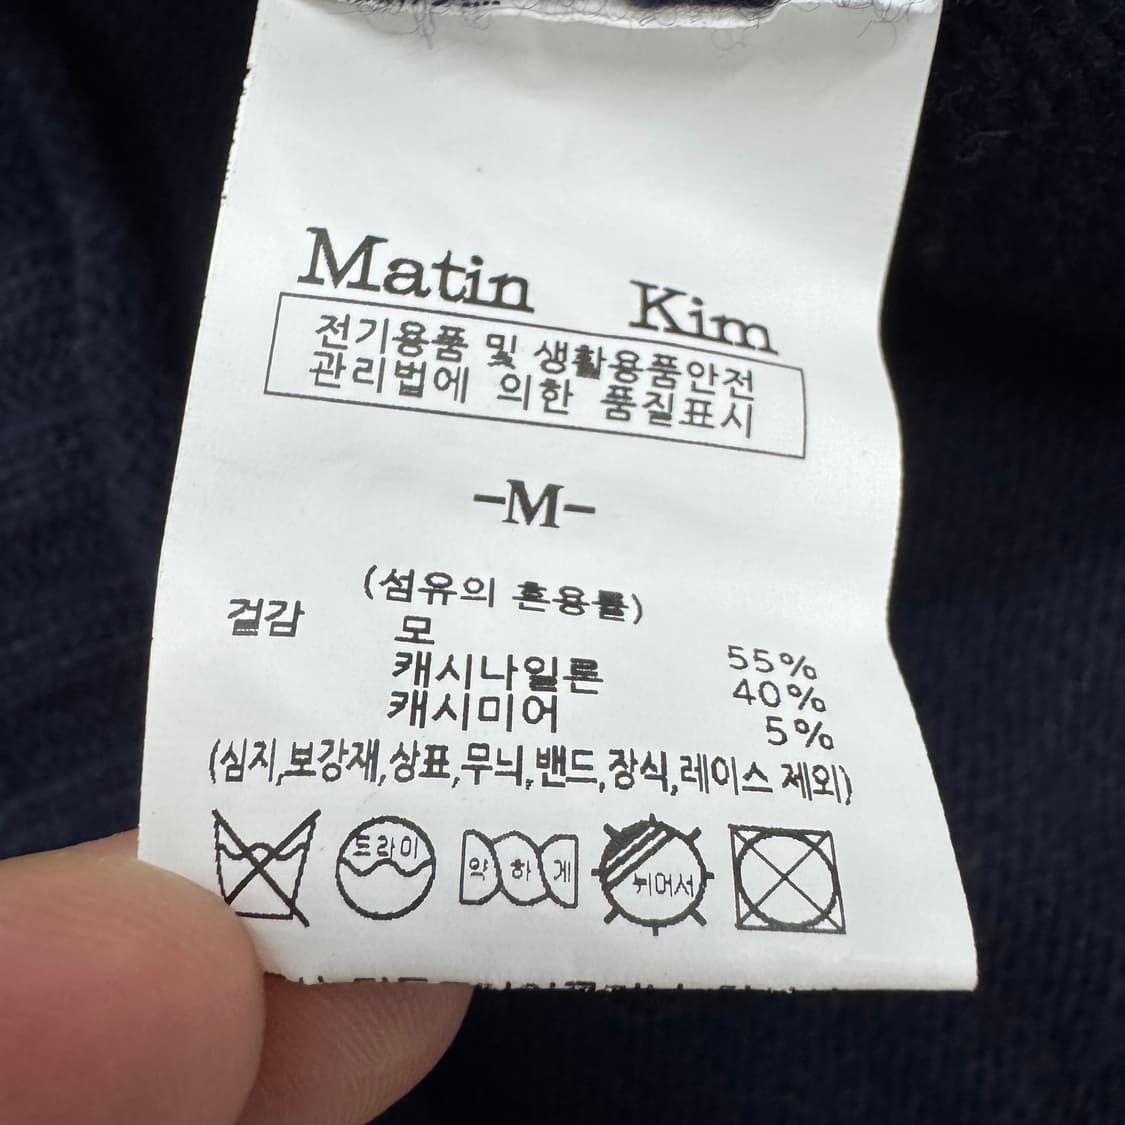 Matin Kim
전기용품 및 생활용품안전
관리법에 의한 품질표시
-M-
(섬유의 혼용률)
겉감 모 55%
캐시나일론 40%
캐시미어 5%
(심지,보강재,상표,무늬,밴드,장식,레이스 제외)
드라이
약하게
뉘어서